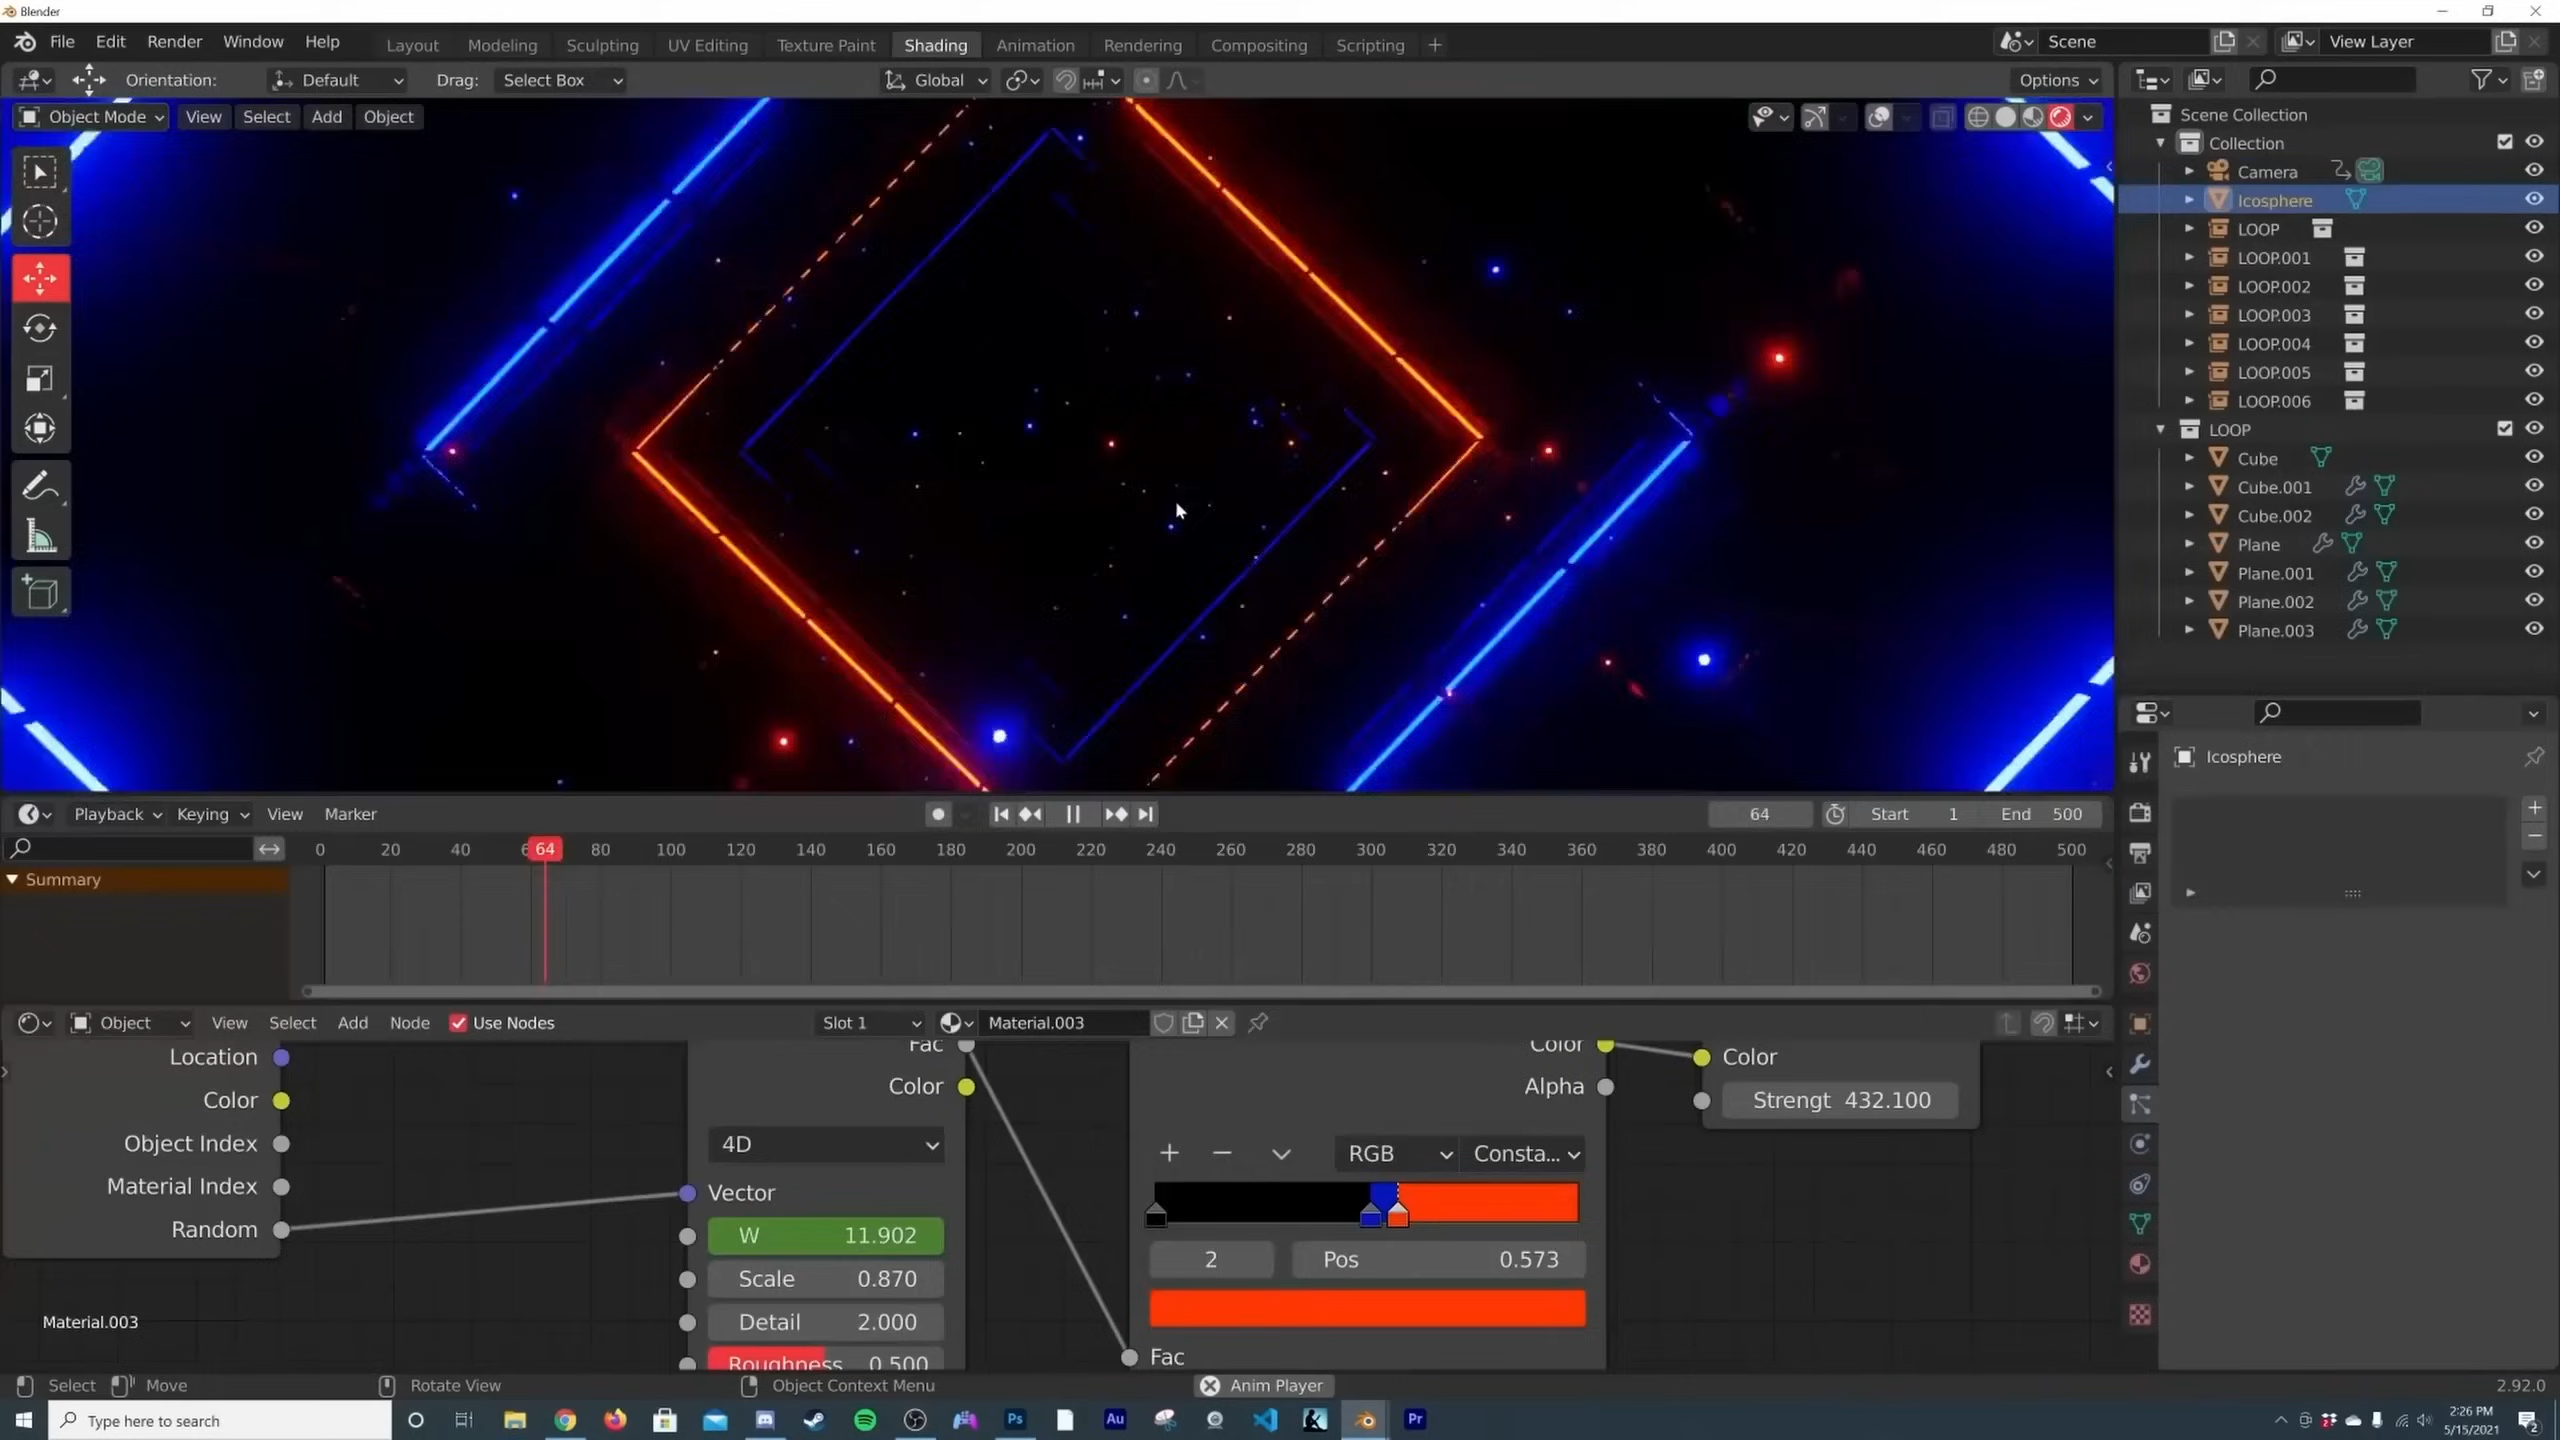 Blender
File Edit Render Window Help Layout Modeling Sculpting UV Editing Texture Paint Shading Animation Rendering Compositing Scripting + Scene View Layer
Orientation: Default Drag: Select Box Global Options
Object Mode View Select Add Object
Scene Collection
Collection
Camera
Icosphere
LOOP
LOOP.001
LOOP.002
LOOP.003
LOOP.004
LOOP.005
LOOP.006
LOOP
Cube
Cube.001
Cube.002
Plane
Plane.001
Plane.002
Plane.003
Icosphere
Playback Keying View Marker 64 Start 1 End 500
0 20 40 64 80 100 120 140 160 180 200 220 240 260 280 300 320 340 360 380 400 420 440 460 480 500
Summary
Object View Select Add Node Use Nodes Slot 1 Material.003
Location
Color
Object Index
Material Index
Random
Material.003
Fac
Color
4D
Vector
W 11.902
Scale 0.870
Detail 2.000
Roughness 0.500
Color
Alpha
RGB Consta...
2 Pos 0.573
Fac
Color
Strengt 432.100
Select Move Rotate View Object Context Menu Anim Player 2.92.0
Type here to search Ps Au Pr 2:26 PM
5/15/2021 2